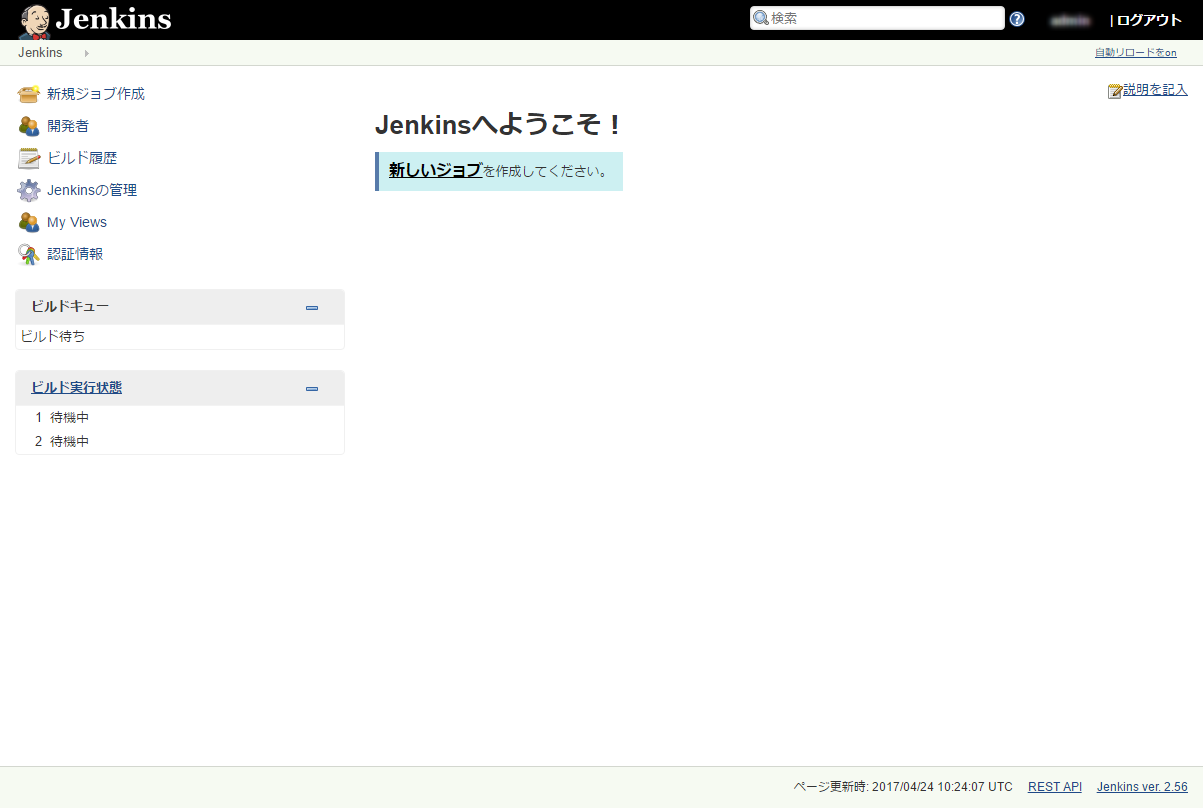 Jenkins
検索
| ログアウト
Jenkins
自動リロードをon
新規ジョブ作成
開発者
ビルド履歴
Jenkinsの管理
My Views
認証情報
説明を記入
Jenkinsへようこそ！
新しいジョブを作成してください。
ビルドキュー
ビルド待ち
ビルド実行状態
1 待機中
2 待機中
ページ更新時: 2017/04/24 10:24:07 UTC REST API Jenkins ver. 2.56